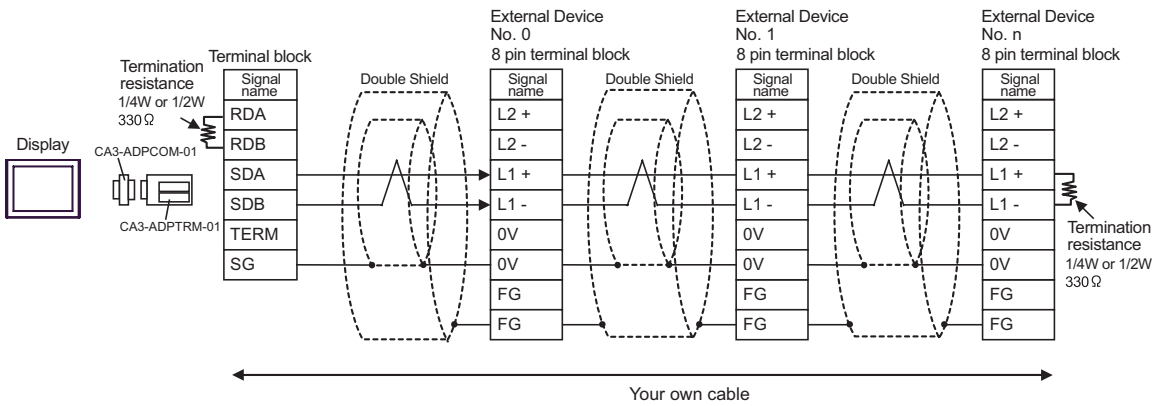 Display
CA3-ADPCOM-01
CA3-ADPTRM-01
Termination
resistance
1/4W or 1/2W
330Ω
Terminal block
Signal
name
RDA
RDB
SDA
SDB
TERM
SG
Double Shield
External Device
No. 0
8 pin terminal block
Signal
name
L2 +
L2 -
L1 +
L1 -
0V
0V
FG
FG
Double Shield
External Device
No. 1
8 pin terminal block
Signal
name
L2 +
L2 -
L1 +
L1 -
0V
0V
FG
FG
Double Shield
External Device
No. n
8 pin terminal block
Signal
name
L2 +
L2 -
L1 +
L1 -
0V
0V
FG
FG
Termination
resistance
1/4W or 1/2W
330Ω
Your own cable